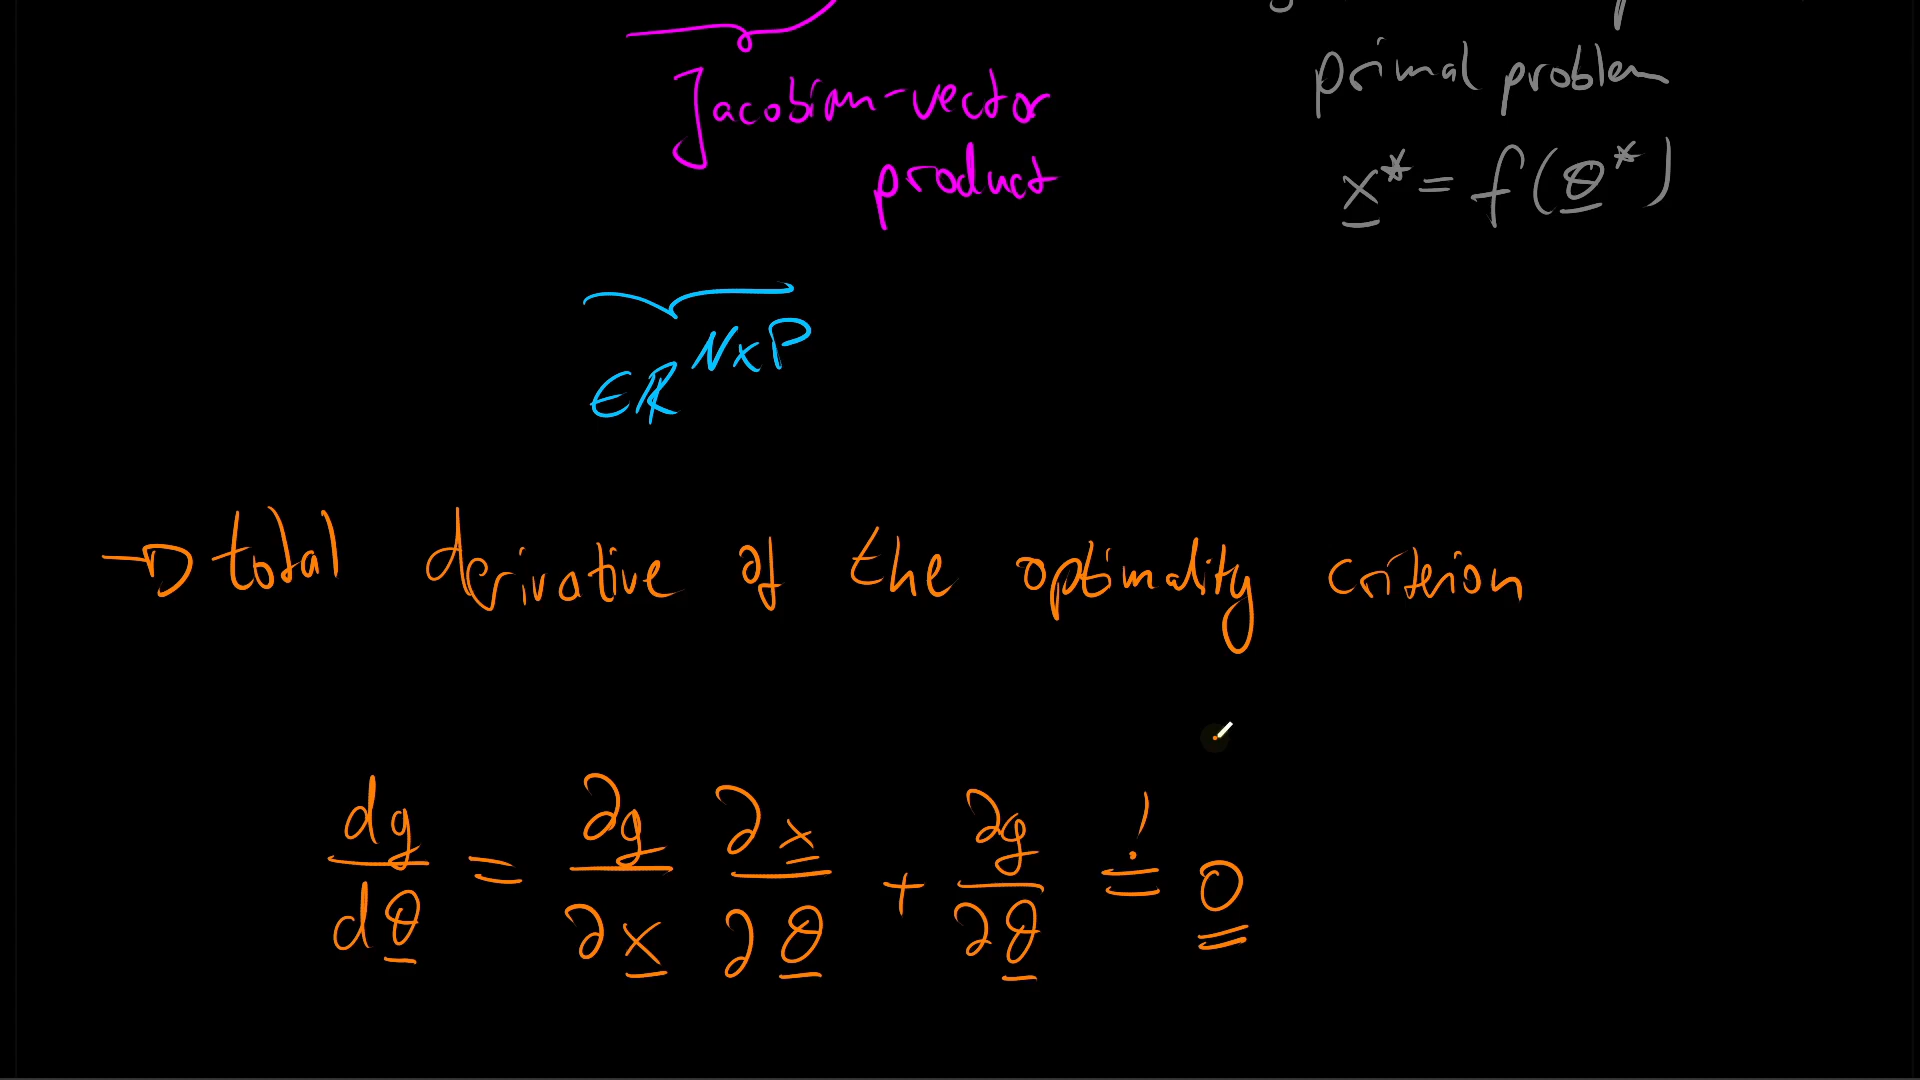 primal problem
x* = f(θ*)
Jacobian-vector
product
∈ℝ^{N×P}
→ total derivative of the optimality criterion
dg/dθ = ∂g/∂x ∂x/∂θ + ∂g/∂θ =! 0